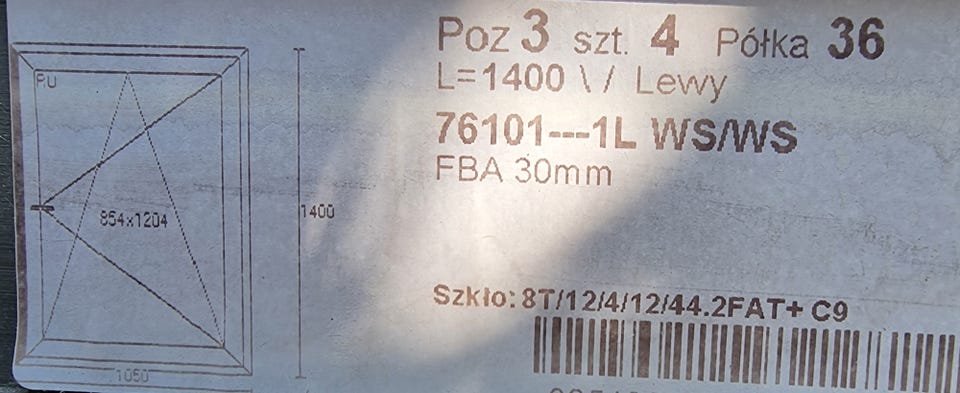 Poz 3 szt. 4 Półka 36
L=1400 \ / Lewy
76101---1L WS/WS
FBA 30mm
RU
854x1204
1400
Szkło: 8T/12/4/12/44.2FAT+ C9
1050